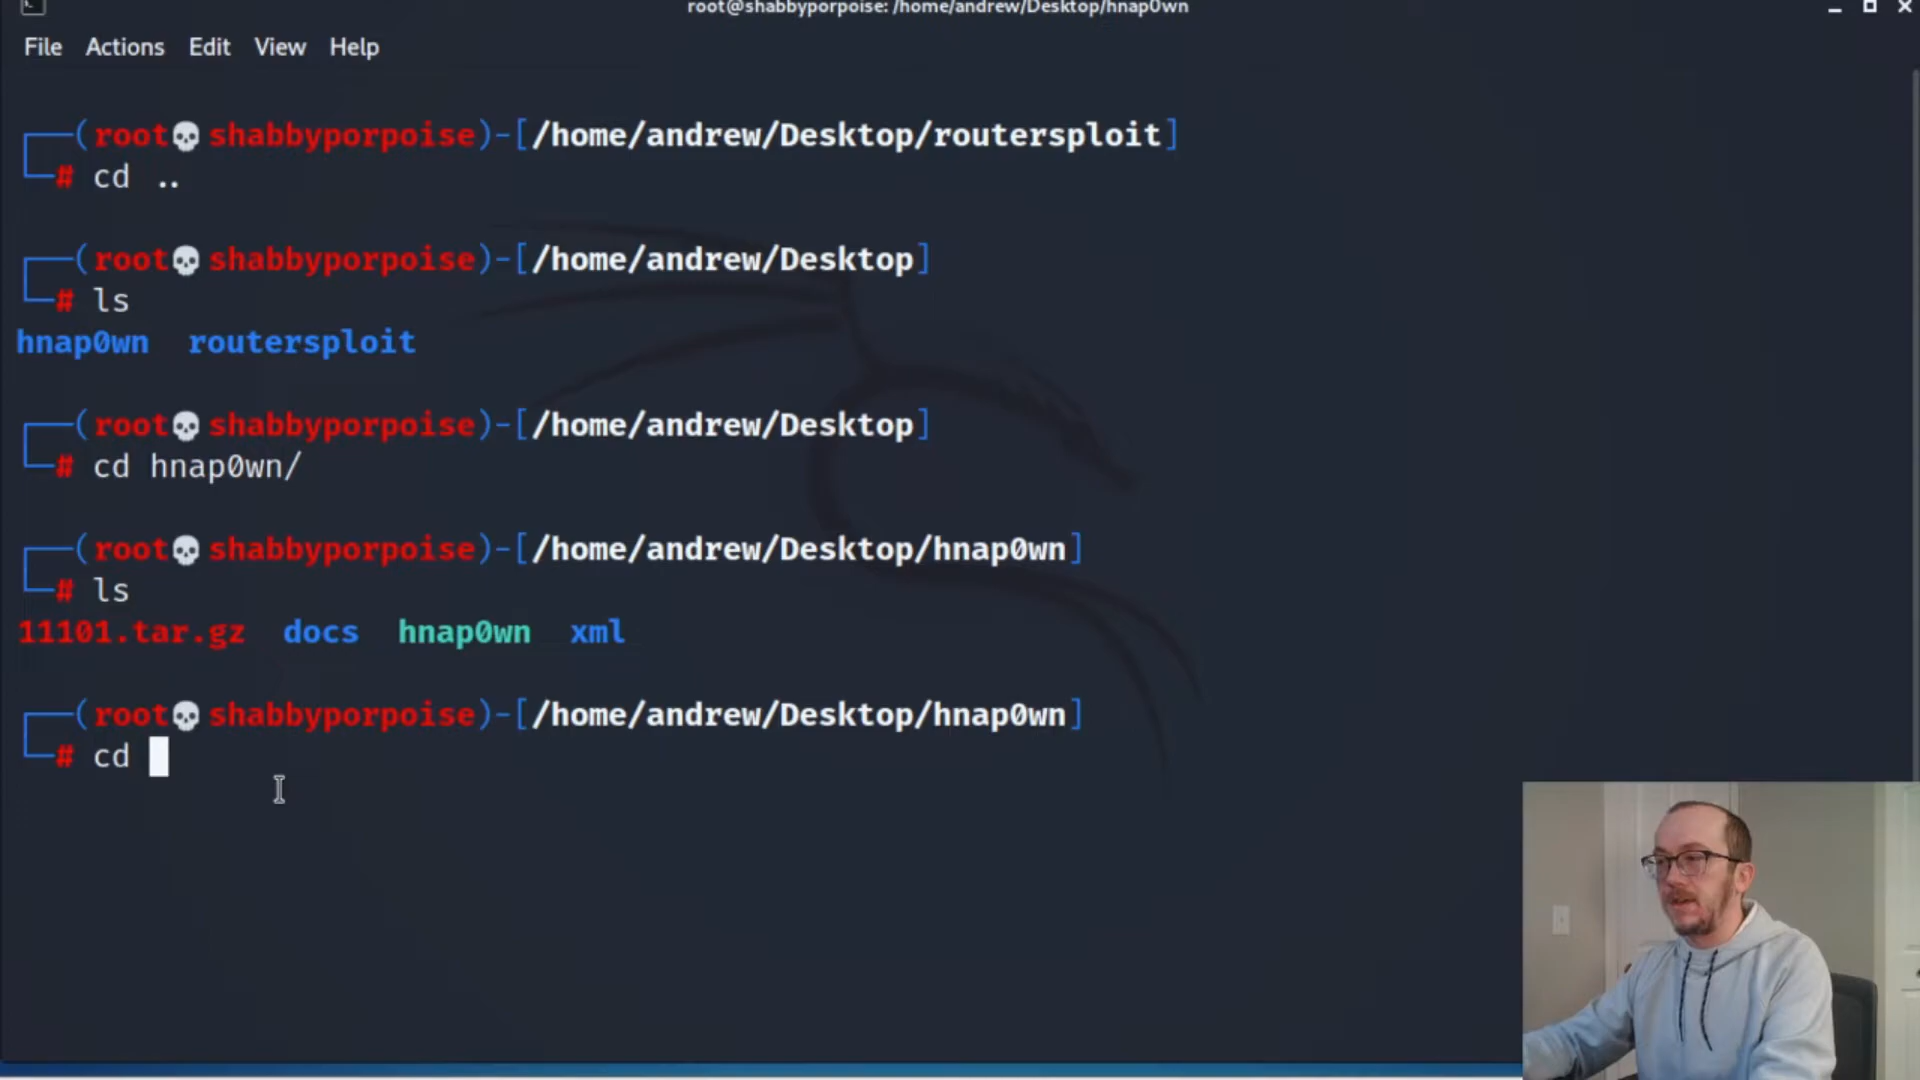 root@shabbyporpoise: /home/andrew/Desktop/hnap0wn
File Actions Edit View Help
(root💀shabbyporpoise)-[/home/andrew/Desktop/routersploit]
# cd ..
(root💀shabbyporpoise)-[/home/andrew/Desktop]
# ls
hnap0wn routersploit
(root💀shabbyporpoise)-[/home/andrew/Desktop]
# cd hnap0wn/
(root💀shabbyporpoise)-[/home/andrew/Desktop/hnap0wn]
# ls
11101.tar.gz docs hnap0wn xml
(root💀shabbyporpoise)-[/home/andrew/Desktop/hnap0wn]
# cd